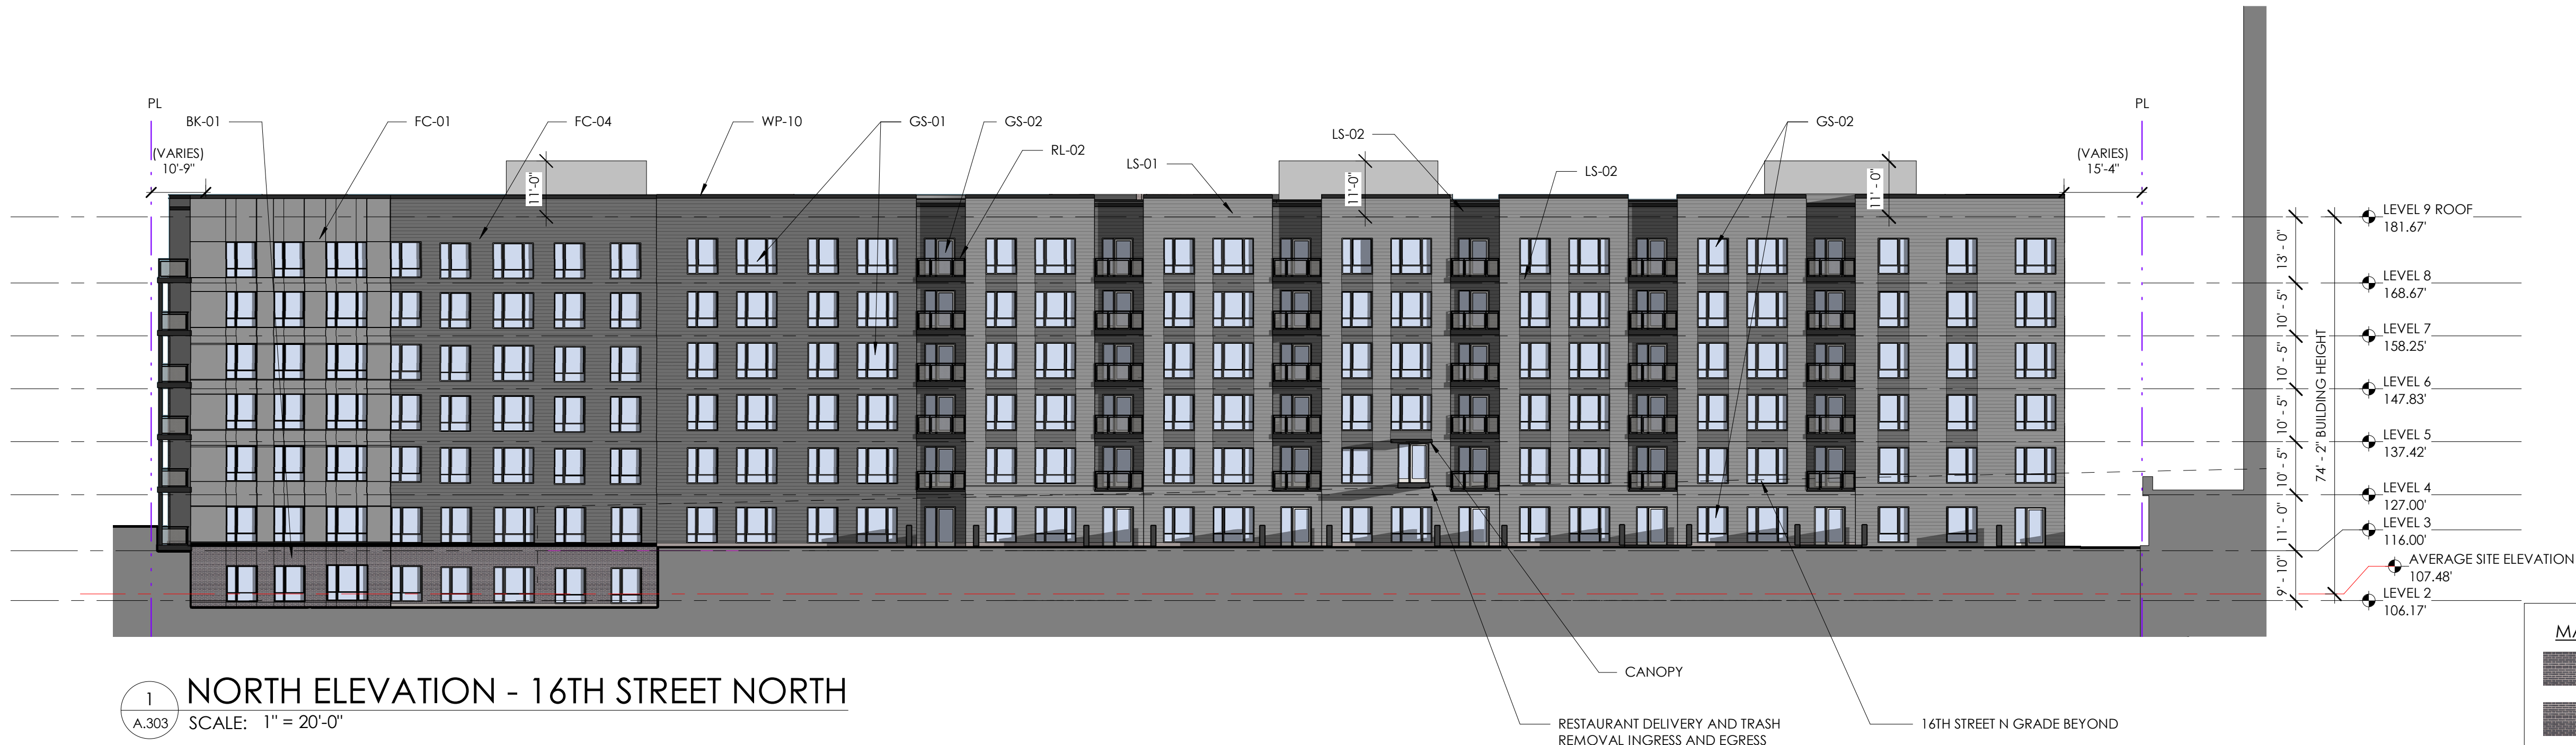 PL
BK-01
FC-01
FC-04
WP-10
GS-01
GS-02
RL-02
LS-01
LS-02
LS-02
GS-02
PL
(VARIES)
10'-9"
(VARIES)
15'-4"
11'-0"
11'-0"
11' - 0"
LEVEL 9 ROOF
181.67'
13' - 0"
LEVEL 8
168.67'
10' - 5"
LEVEL 7
158.25'
10' - 5"
LEVEL 6
147.83'
10' - 5"
LEVEL 5
137.42'
10' - 5"
LEVEL 4
127.00'
11' - 0"
LEVEL 3
116.00'
9' - 10"
74' - 2" BUILDING HEIGHT
AVERAGE SITE ELEVATION
107.48'
LEVEL 2
106.17'
MA
CANOPY
RESTAURANT DELIVERY AND TRASH
REMOVAL INGRESS AND EGRESS
16TH STREET N GRADE BEYOND
1
A.303
NORTH ELEVATION - 16TH STREET NORTH
SCALE: 1" = 20'-0"